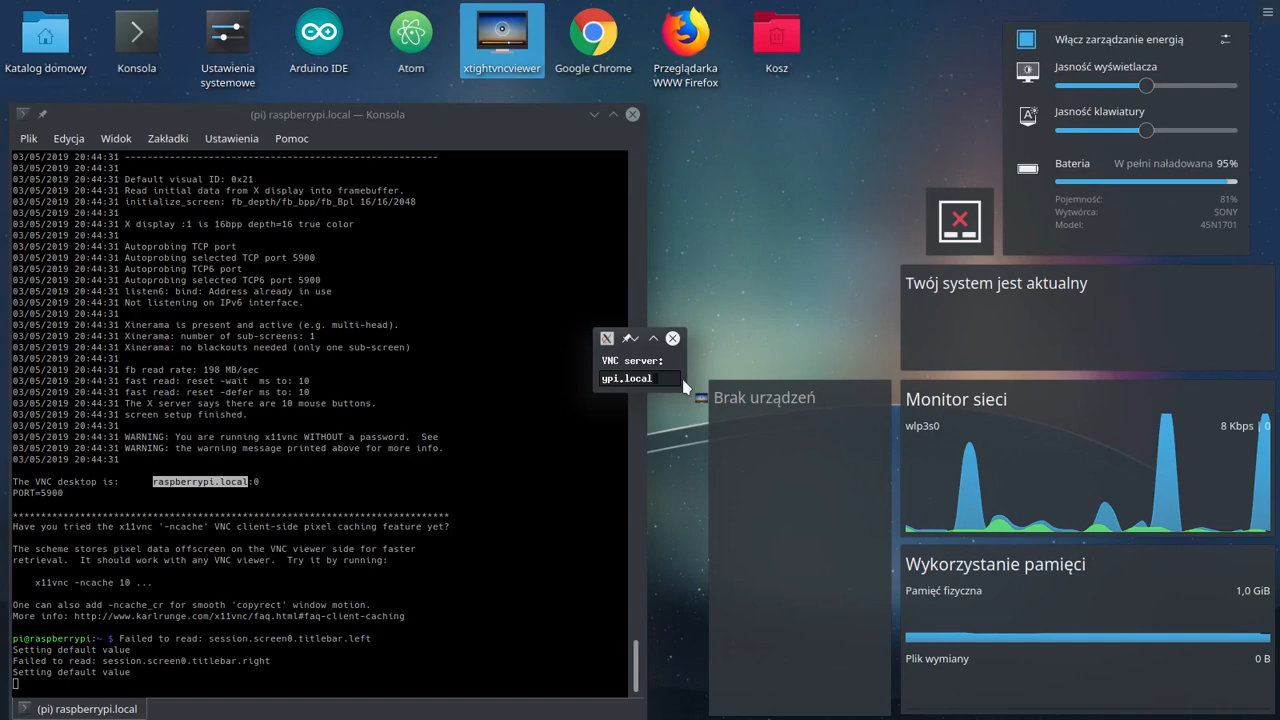 Katalog domowy
Konsola
Ustawienia
systemowe
Arduino IDE
Atom
xtightvncviewer
Google Chrome
Przeglądarka
WWW Firefox
Kosz
(pi) raspberrypi.local — Konsola
Plik Edycja Widok Zakładki Ustawienia Pomoc
03/05/2019 20:44:31 --------------------------------------------------------
03/05/2019 20:44:31
03/05/2019 20:44:31 Default visual ID: 0x21
03/05/2019 20:44:31 Read initial data from X display into framebuffer.
03/05/2019 20:44:31 initialize_screen: fb_depth/fb_bpp/fb_Bpl 16/16/2048
03/05/2019 20:44:31
03/05/2019 20:44:31 X display :1 is 16bpp depth=16 true color
03/05/2019 20:44:31
03/05/2019 20:44:31 Autoprobing TCP port
03/05/2019 20:44:31 Autoprobing selected TCP port 5900
03/05/2019 20:44:31 Autoprobing TCP6 port
03/05/2019 20:44:31 Autoprobing selected TCP6 port 5900
03/05/2019 20:44:31 listen6: bind: Address already in use
03/05/2019 20:44:31 Not listening on IPv6 interface.
03/05/2019 20:44:31
03/05/2019 20:44:31 Xinerama is present and active (e.g. multi-head).
03/05/2019 20:44:31 Xinerama: number of sub-screens: 1
03/05/2019 20:44:31 Xinerama: no blackouts needed (only one sub-screen)
03/05/2019 20:44:31
03/05/2019 20:44:31 fb read rate: 198 MB/sec
03/05/2019 20:44:31 fast read: reset -wait  ms to: 10
03/05/2019 20:44:31 fast read: reset -defer ms to: 10
03/05/2019 20:44:31 The X server says there are 10 mouse buttons.
03/05/2019 20:44:31 screen setup finished.
03/05/2019 20:44:31
03/05/2019 20:44:31 WARNING: You are running x11vnc WITHOUT a password.  See
03/05/2019 20:44:31 WARNING: the warning message printed above for more info.
03/05/2019 20:44:31
The VNC desktop is:      raspberrypi.local:0
PORT=5900
******************************************************************************
Have you tried the x11vnc '-ncache' VNC client-side pixel caching feature yet?
The scheme stores pixel data offscreen on the VNC viewer side for faster
retrieval.  It should work with any VNC viewer.  Try it by running:
x11vnc -ncache 10 ...
One can also add -ncache_cr for smooth 'copyrect' window motion.
More info: http://www.karlrunge.com/x11vnc/faq.html#faq-client-caching
pi@raspberrypi:~ $ Failed to read: session.screen0.titlebar.left
Setting default value
Failed to read: session.screen0.titlebar.right
Setting default value
(pi) raspberrypi.local
VNC server:
ypi.local
Brak urządzeń
Włącz zarządzanie energią
Jasność wyświetlacza
Jasność klawiatury
Bateria W pełni naładowana 95%
Pojemność: 81%
Wytwórca: SONY
Model: 45N1701
Twój system jest aktualny
Monitor sieci
wlp3s0 8 Kbps 0
Wykorzystanie pamięci
Pamięć fizyczna 1,0 GiB
Plik wymiany 0 B